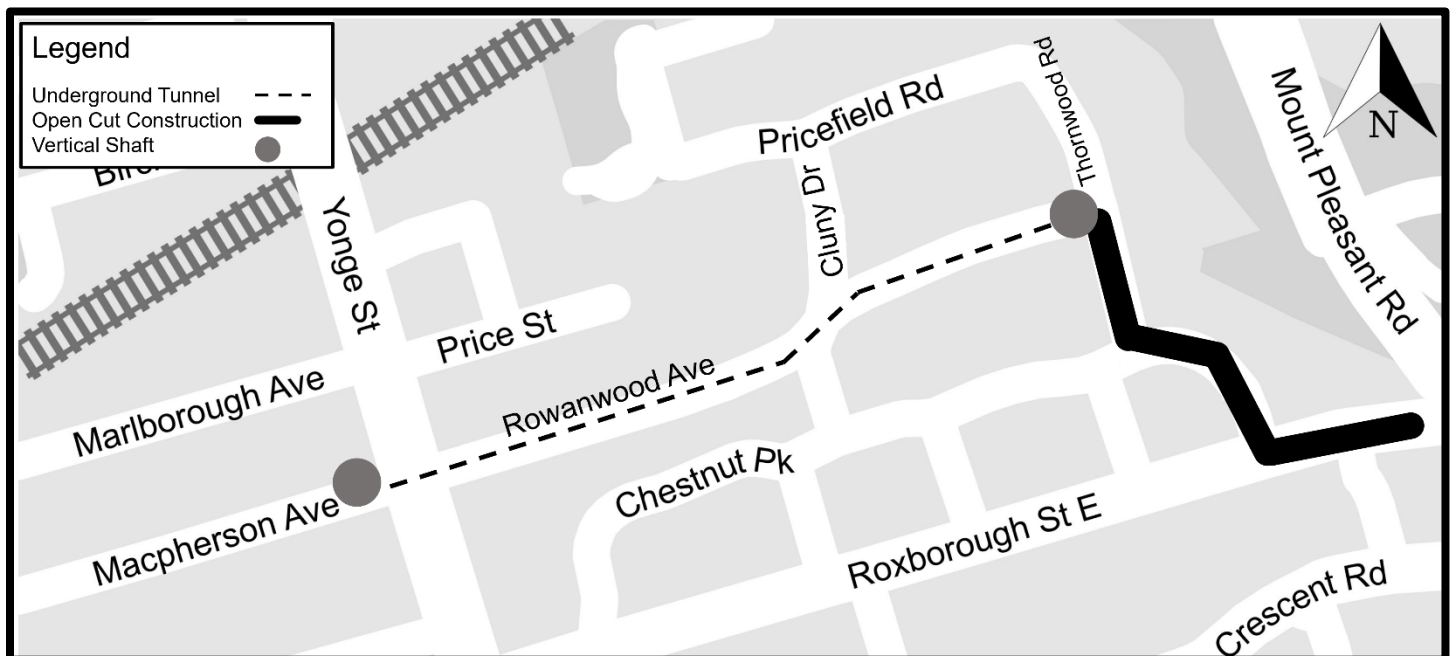 Legend
Underground Tunnel
Open Cut Construction
Vertical Shaft
N
Thornwood Rd
Pricefield Rd
Mount Pleasant Rd
Cluny Dr
Yonge St
Price St
Marlborough Ave
Rowanwood Ave
Chestnut Pk
Macpherson Ave
Roxborough St E
Crescent Rd